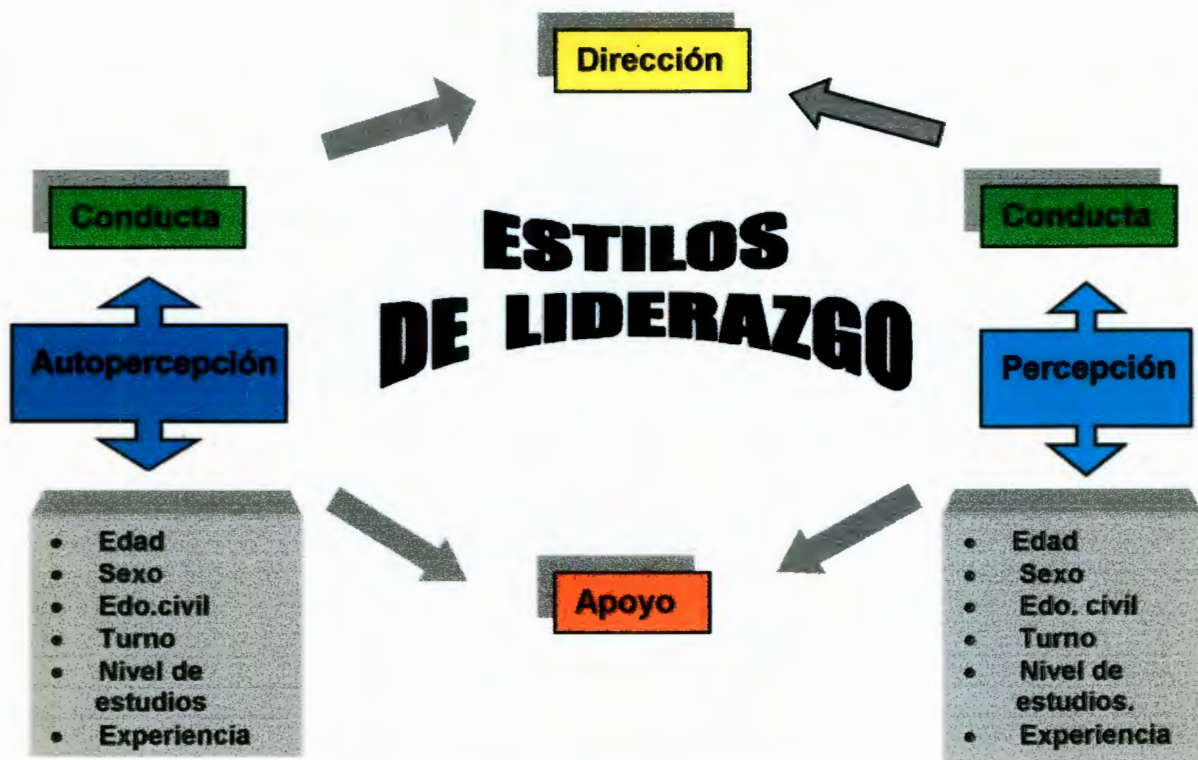 Dirección
Conducta
Conducta
ESTILOS
DE LIDERAZGO
Autopercepción
Percepción
• Edad
• Sexo
• Edo.civil
• Turno
• Nivel de
estudios
• Experiencia
Apoyo
• Edad
• Sexo
• Edo. civil
• Turno
• Nivel de
estudios.
• Experiencia